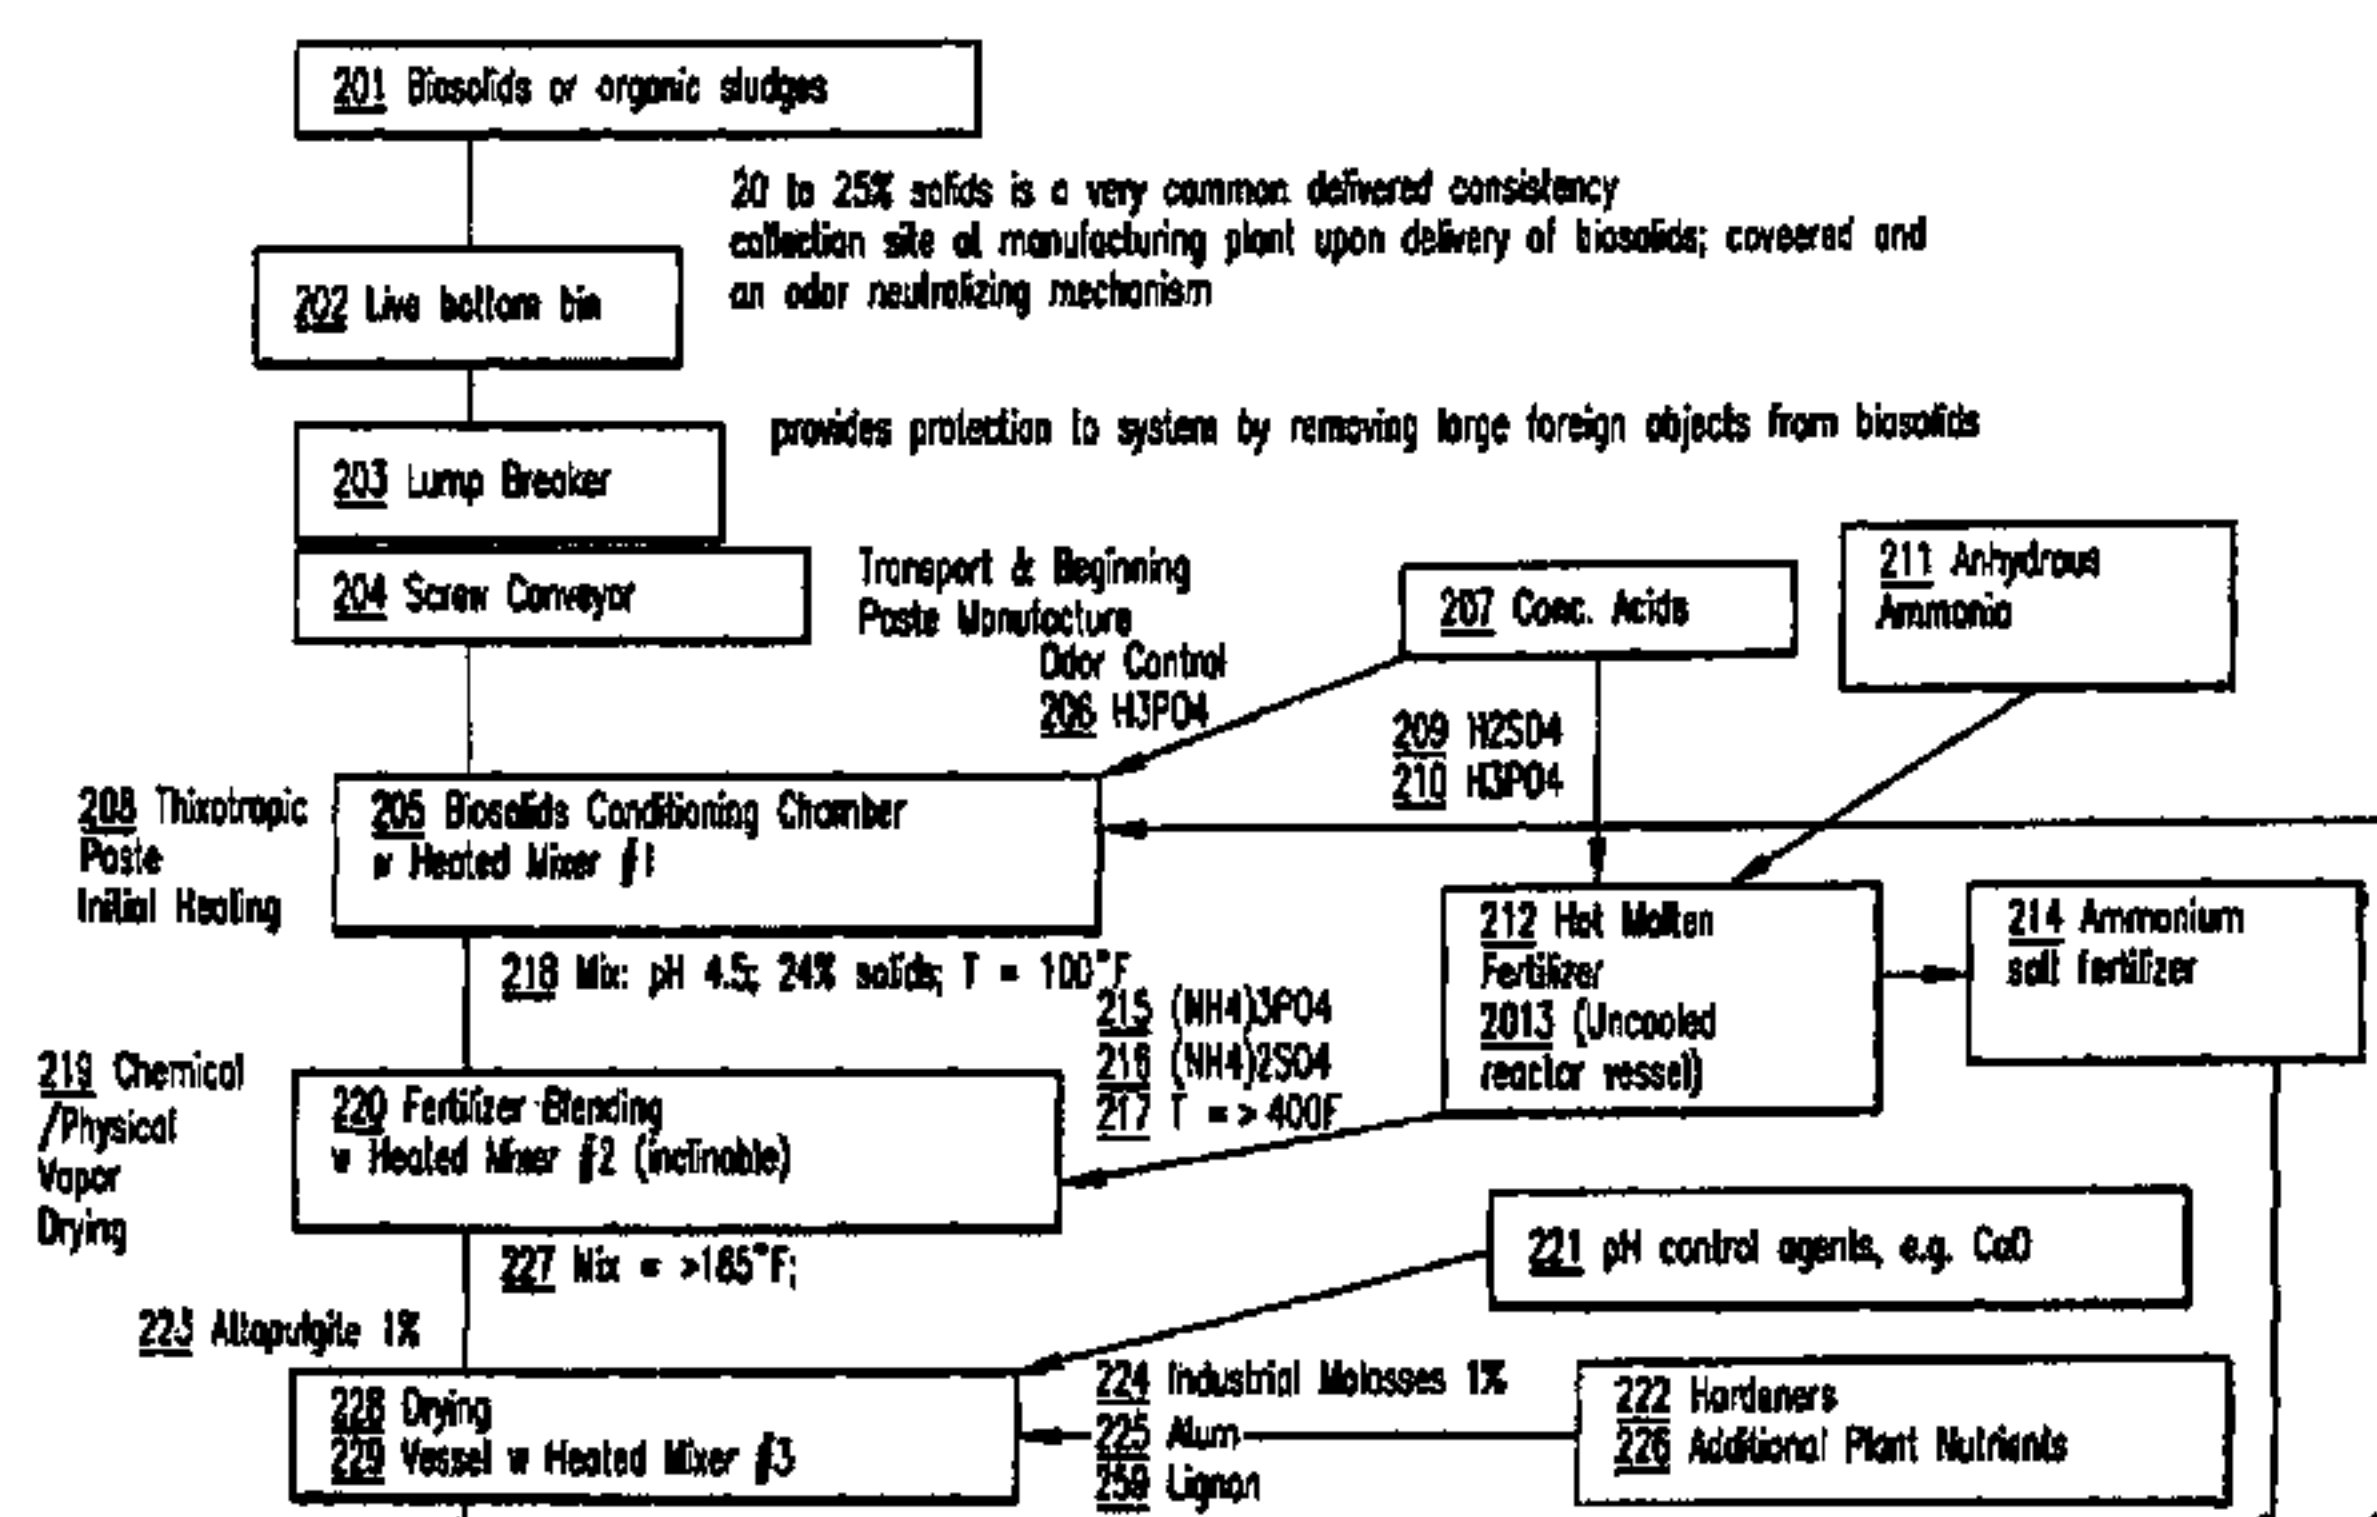 201 Biosolids or organic sludges
20 to 25% solids is a very common delivered consistency
collection site at manufacturing plant upon delivery of biosolids; coveered and
an odor neutralizing mechanism
202 Live bottom bin
provides protection to system by removing large foreign objects from biosolids
203 Lump Breaker
204 Screw Conveyor
Transport & Beginning
Paste Manufacture
Odor Control
206 H3PO4
207 Conc. Acids
211 Anhydrous
Ammonia
209 H2SO4
210 H3PO4
208 Thixotropic
Paste
Initial Heating
205 Biosolids Conditioning Chamber
w Heated Mixer #1
212 Hot Molten
Fertilizer
2013 (Uncooled
reactor vessel)
214 Ammonium
salt fertilizer
218 Mix: pH 4.5; 24% solids; T = 100°F
215 (NH4)3PO4
216 (NH4)2SO4
217 T = > 400F
219 Chemical
/Physical
Vapor
Drying
220 Fertilizer Blending
w Heated Mixer #2 (inclinable)
221 pH control agents, e.g. CaO
227 Mix = >185°F;
223 Attapulgite 1%
228 Drying
229 Vessel w Heated Mixer #3
224 Industrial Molasses 1%
225 Alum
259 Lignon
222 Hardeners
226 Additional Plant Nutrients